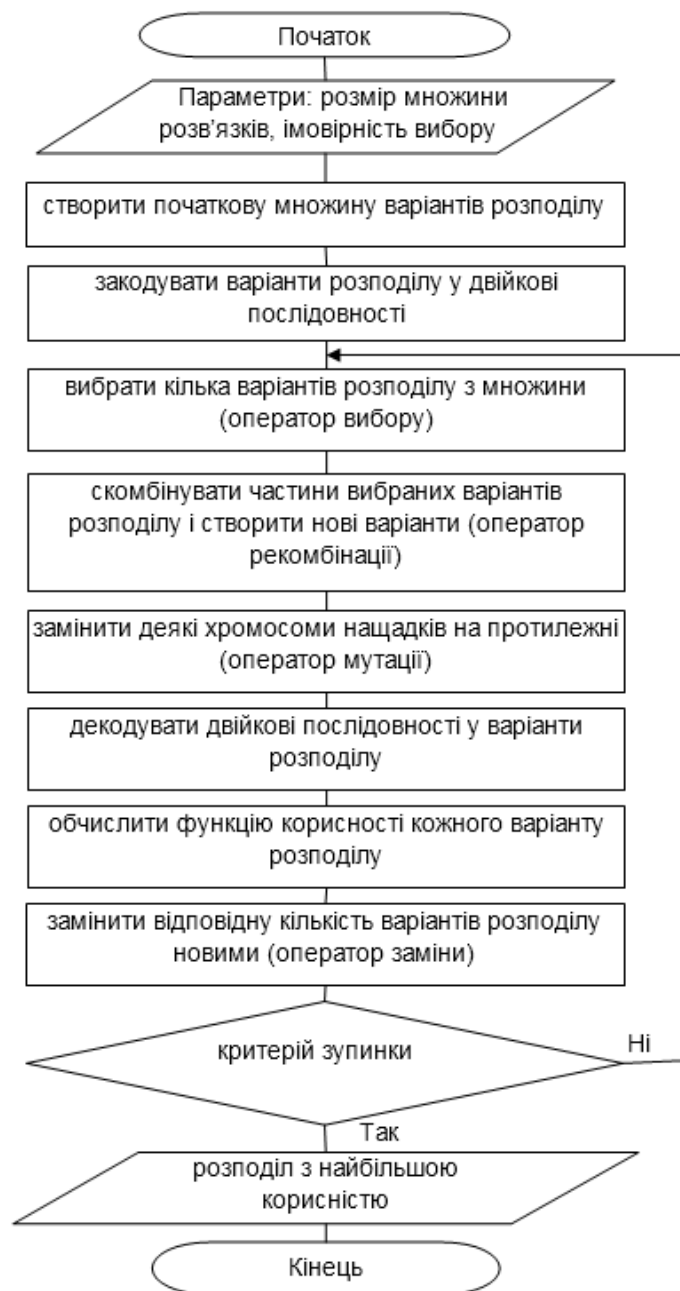 Початок
Параметри: розмір множини
розв'язків, імовірність вибору
створити початкову множину варіантів розподілу
закодувати варіанти розподілу у двійкові
послідовності
вибрати кілька варіантів розподілу з множини
(оператор вибору)
скомбінувати частини вибраних варіантів
розподілу і створити нові варіанти (оператор
рекомбінації)
замінити деякі хромосоми нащадків на протилежні
(оператор мутації)
декодувати двійкові послідовності у варіанти
розподілу
обчислити функцію корисності кожного варіанту
розподілу
замінити відповідну кількість варіантів розподілу
новими (оператор заміни)
критерій зупинки
Ні
Так
розподіл з найбільшою
корисністю
Кінець